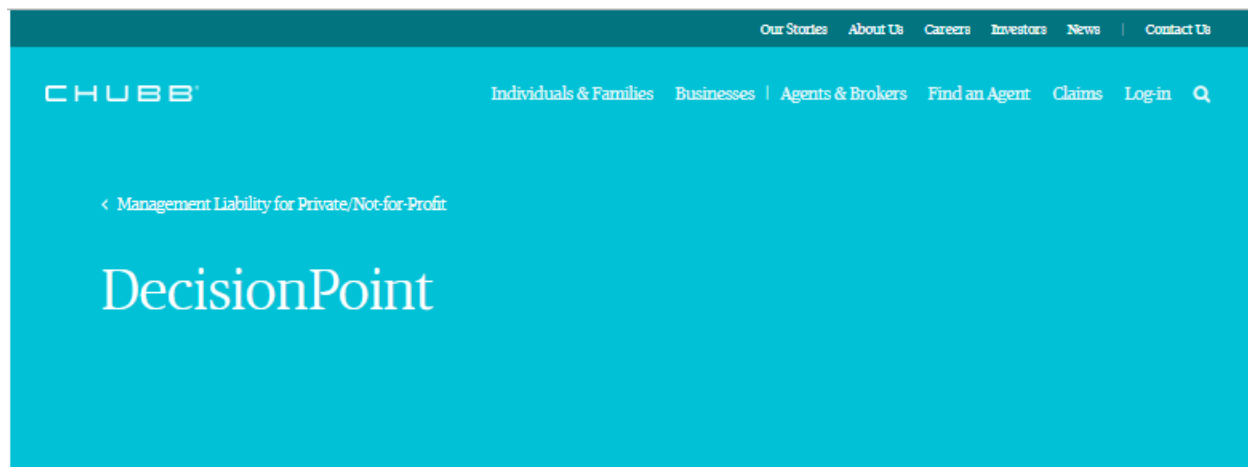 Our Stories About Us Careers Investors News | Contact Us
CHUBB®
Individuals & Families Businesses | Agents & Brokers Find an Agent Claims Log-in
< Management Liability for Private/Not-for-Profit
DecisionPoint